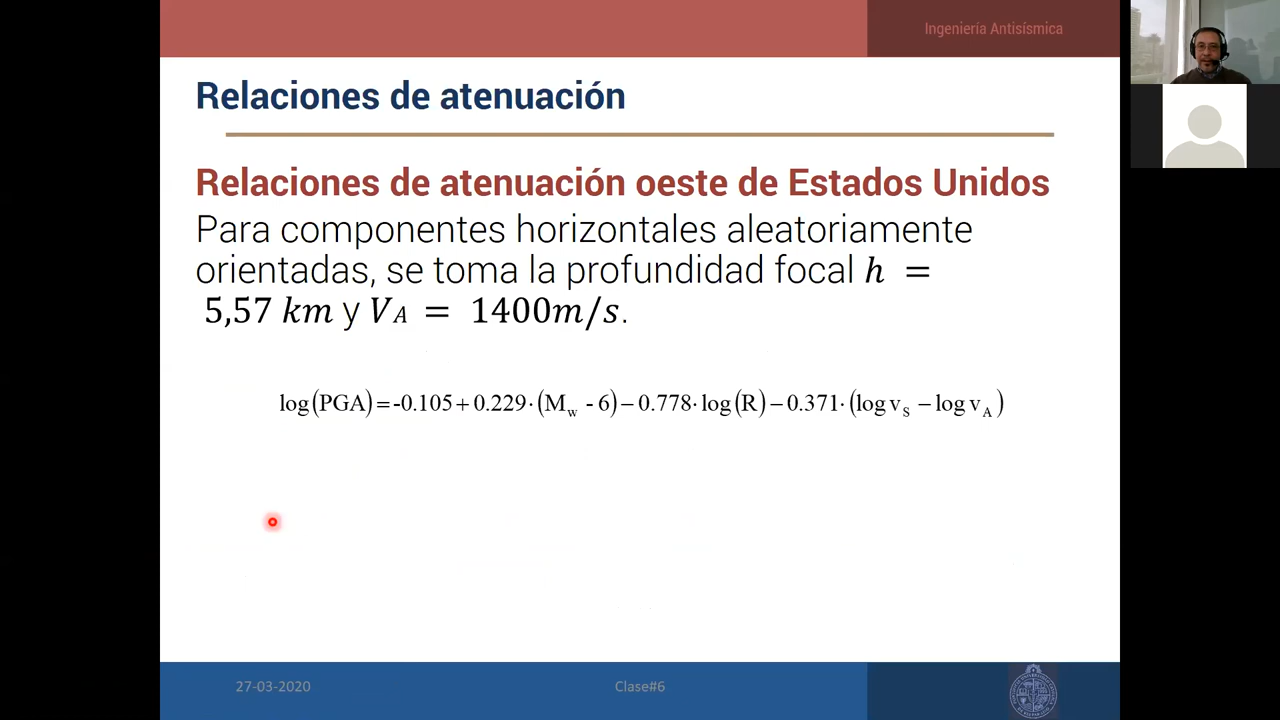 Ingeniería Antisísmica
Relaciones de atenuación
Relaciones de atenuación oeste de Estados Unidos
Para componentes horizontales aleatoriamente
orientadas, se toma la profundidad focal h =
5,57 km y VA = 1400m/s.
log(PGA)=-0.105+0.229·(Mw - 6)−0.778·log(R)−0.371·(log vS − log vA)
27-03-2020
Clase#6